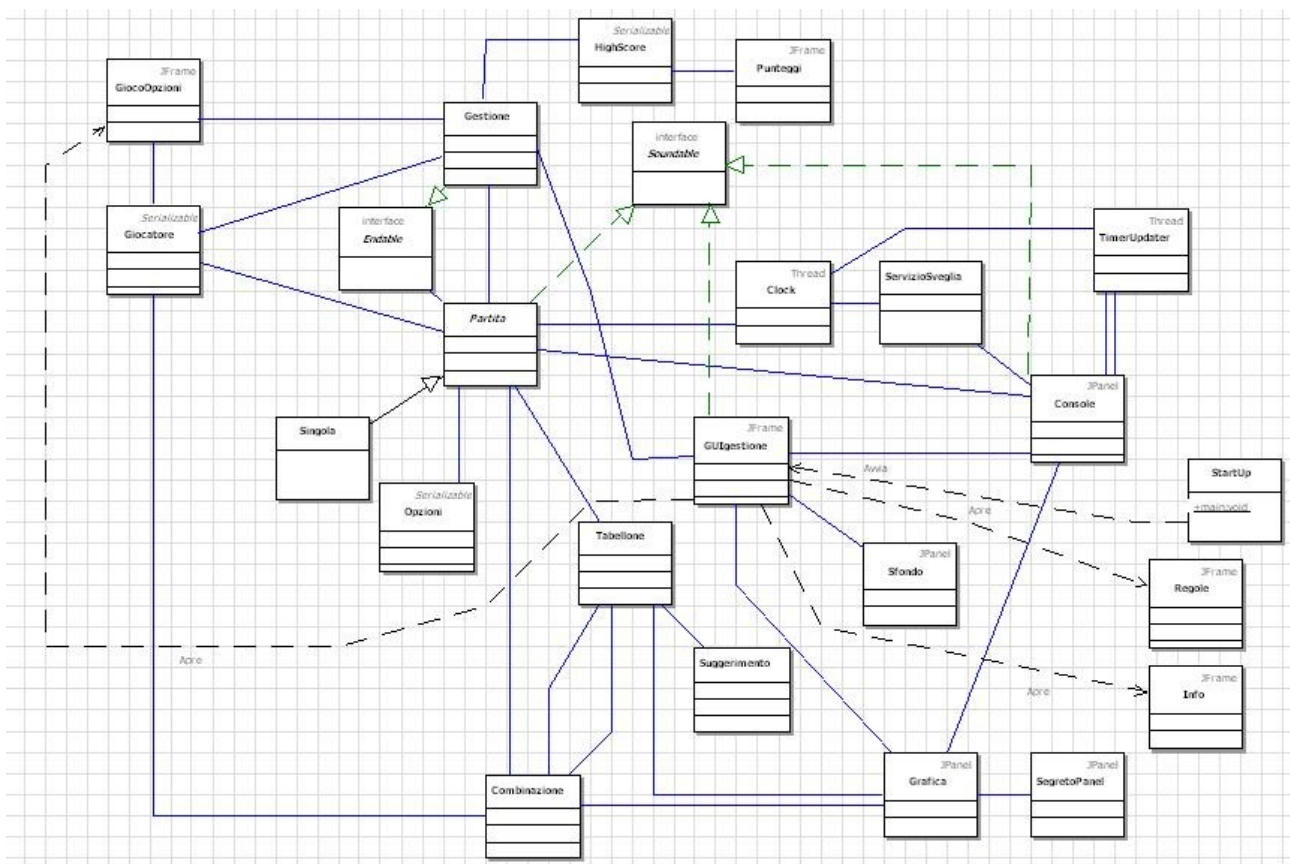 Serializable
HighScore
JFrame
Punteggi
JFrame
GiocoOpzioni
Gestione
interface
Soundable
Serializable
Giocatore
interface
Endable
Thread
TimerUpdater
Thread
Clock
ServizioSveglia
Partita
JPanel
Console
Singola
JFrame
GUIgestione
Avvia
StartUp
+main:void
Serializable
Opzioni
Apre
Tabellone
JPanel
Sfondo
JFrame
Regole
Apre
Suggerimento
JFrame
Info
Apre
Combinazione
JPanel
Grafica
JPanel
SegretoPanel